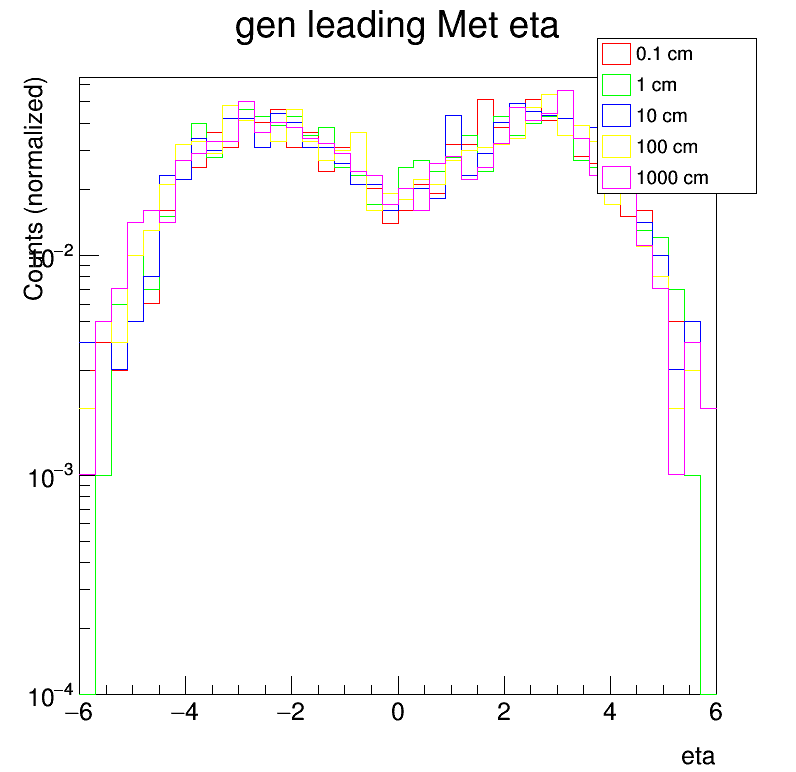 gen leading Met eta
0.1 cm
1 cm
10 cm
100 cm
1000 cm
Counts (normalized)
10−2
10−3
10−4
−6 −4 −2 0 2 4 6
eta